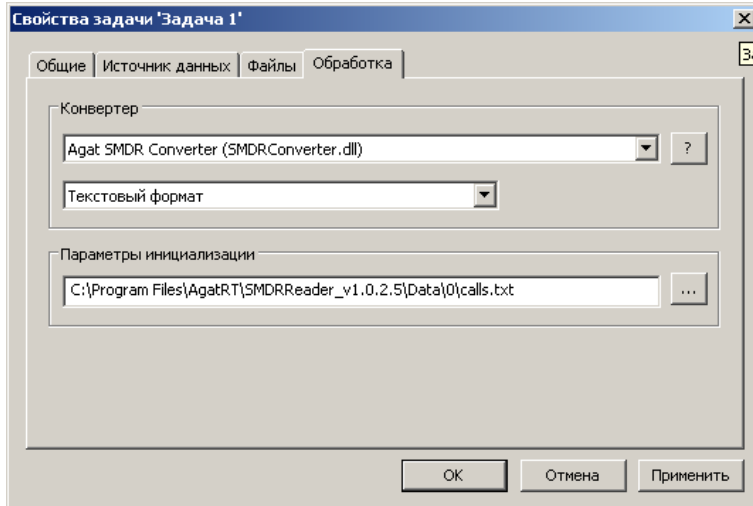 Свойства задачи 'Задача 1'
Общие Источник данных Файлы Обработка
Конвертер
Agat SMDR Converter (SMDRConverter.dll)
?
Текстовый формат
Параметры инициализации
C:\Program Files\AgatRT\SMDRReader_v1.0.2.5\Data\0\calls.txt
...
ОК Отмена Применить